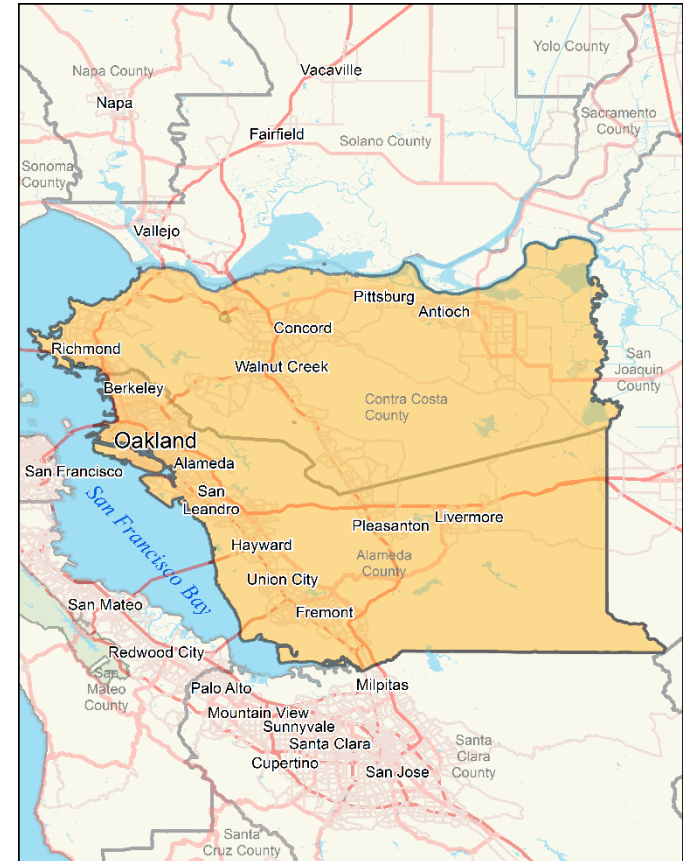 Yolo County
Napa County
Vacaville
Napa
Sacramento
County
Fairfield
Solano County
Sonoma
County
Vallejo
Pittsburg
Antioch
Concord
Richmond
San
Joaquin
County
Walnut Creek
Berkeley
Contra Costa
County
Oakland
Alameda
San Francisco
San
Leandro
San Francisco Bay
Livermore
Pleasanton
Hayward
Alameda
County
Union City
San Mateo
Fremont
Redwood City
San
Mateo
County
Palo Alto
Milpitas
Mountain View
Sunnyvale
Santa Clara
Santa
Clara
County
Cupertino
San Jose
Santa
Cruz County